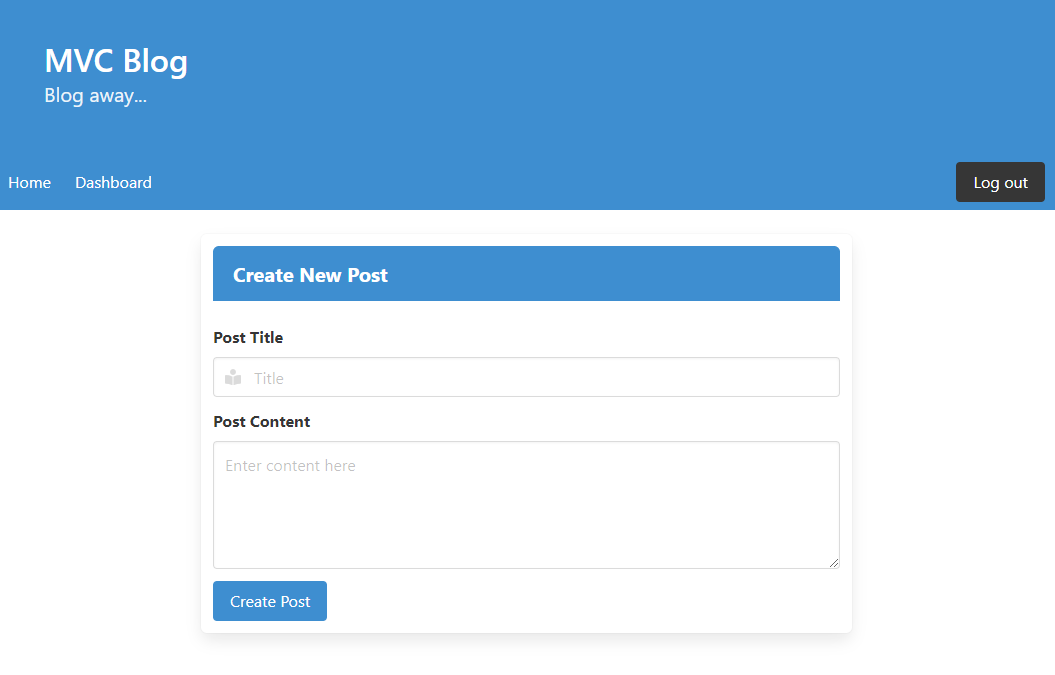 MVC Blog
Blog away...
Home Dashboard Log out
Create New Post
Post Title
Title
Post Content
Enter content here
Create Post